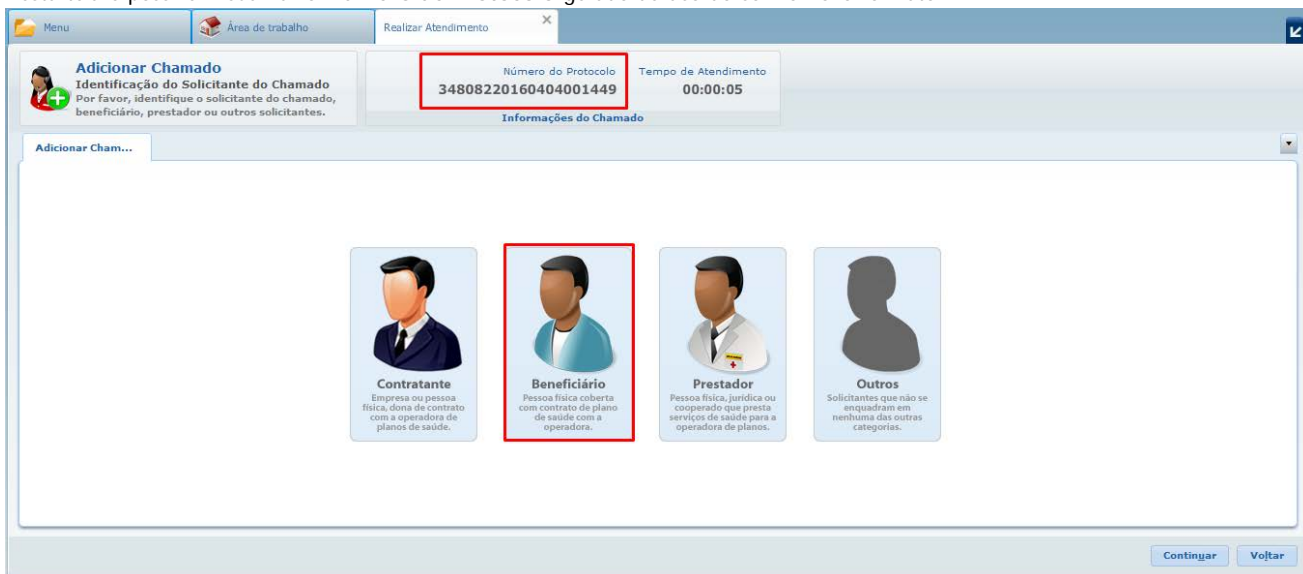 Menu
Área de trabalho
Realizar Atendimento
Adicionar Chamado
Identificação do Solicitante do Chamado
Por favor, identifique o solicitante do chamado,
beneficiário, prestador ou outros solicitantes.
Número do Protocolo
34808220160404001449
Tempo de Atendimento
00:00:05
Informações do Chamado
Adicionar Cham...
Contratante
Empresa ou pessoa
física, dona de contrato
com a operadora de
planos de saúde.
Beneficiário
Pessoa física coberta
com contrato de plano
de saúde com a
operadora.
Prestador
Pessoa física, jurídica ou
cooperado que presta
serviços de saúde para a
operadora de planos.
Outros
Solicitantes que não se
enquadram em
nenhuma das outras
categorias.
Continuar
Voltar